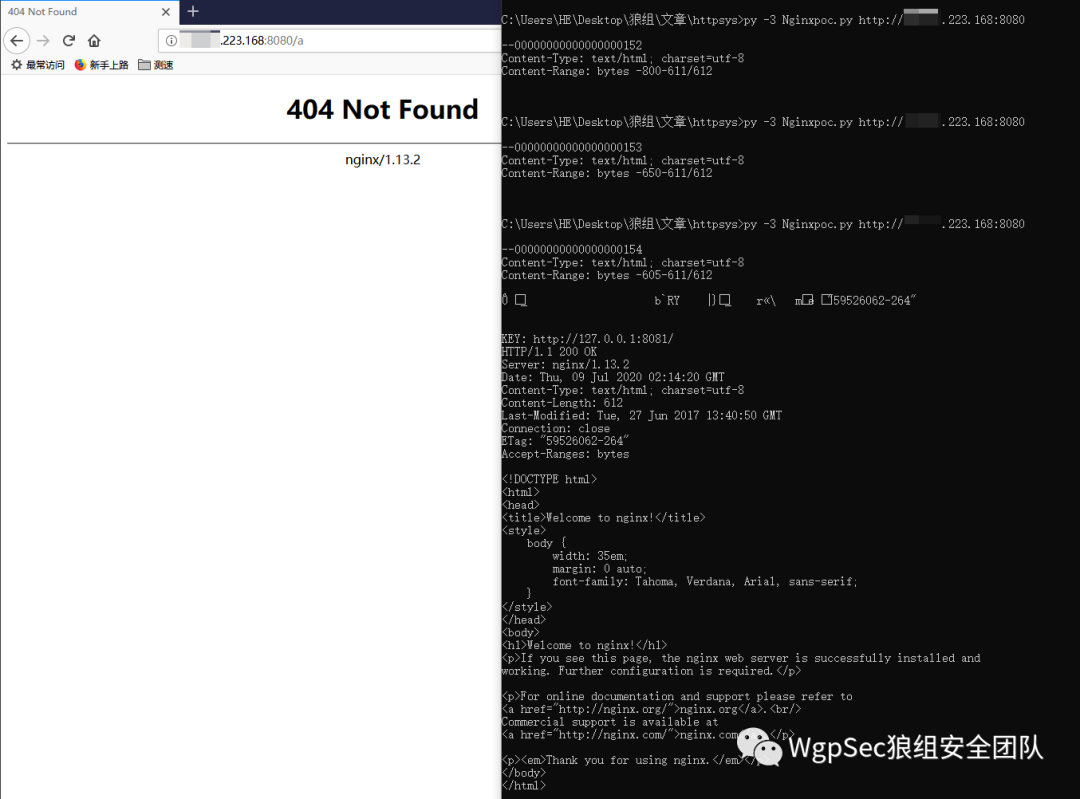 404 Not Found
.223.168:8080/a
最常访问 新手上路 测速
404 Not Found
nginx/1.13.2
C:\Users\HE\Desktop\狼组\文章\httpsys>py -3 Nginxpoc.py http:// .223.168:8080
--00000000000000000152
Content-Type: text/html; charset=utf-8
Content-Range: bytes -800-611/612
C:\Users\HE\Desktop\狼组\文章\httpsys>py -3 Nginxpoc.py http:// .223.168:8080
--00000000000000000153
Content-Type: text/html; charset=utf-8
Content-Range: bytes -650-611/612
C:\Users\HE\Desktop\狼组\文章\httpsys>py -3 Nginxpoc.py http:// .223.168:8080
--00000000000000000154
Content-Type: text/html; charset=utf-8
Content-Range: bytes -605-611/612
b`RY r«\ "59526062-264"
KEY: http://127.0.0.1:8081/
HTTP/1.1 200 OK
Server: nginx/1.13.2
Date: Thu, 09 Jul 2020 02:14:20 GMT
Content-Type: text/html; charset=utf-8
Content-Length: 612
Last-Modified: Tue, 27 Jun 2017 13:40:50 GMT
Connection: close
ETag: "59526062-264"
Accept-Ranges: bytes
<!DOCTYPE html>
<html>
<head>
<title>Welcome to nginx!</title>
<style>
body {
width: 35em;
margin: 0 auto;
font-family: Tahoma, Verdana, Arial, sans-serif;
}
</style>
</head>
<body>
<h1>Welcome to nginx!</h1>
<p>If you see this page, the nginx web server is successfully installed and
working. Further configuration is required.</p>
<p>For online documentation and support please refer to
<a href="http://nginx.org/">nginx.org</a>.<br/>
Commercial support is available at
<a href="http://nginx.com/">nginx.com</p>
<p><em>Thank you for using nginx.</em></p>
</body>
</html>
WgpSec狼组安全团队